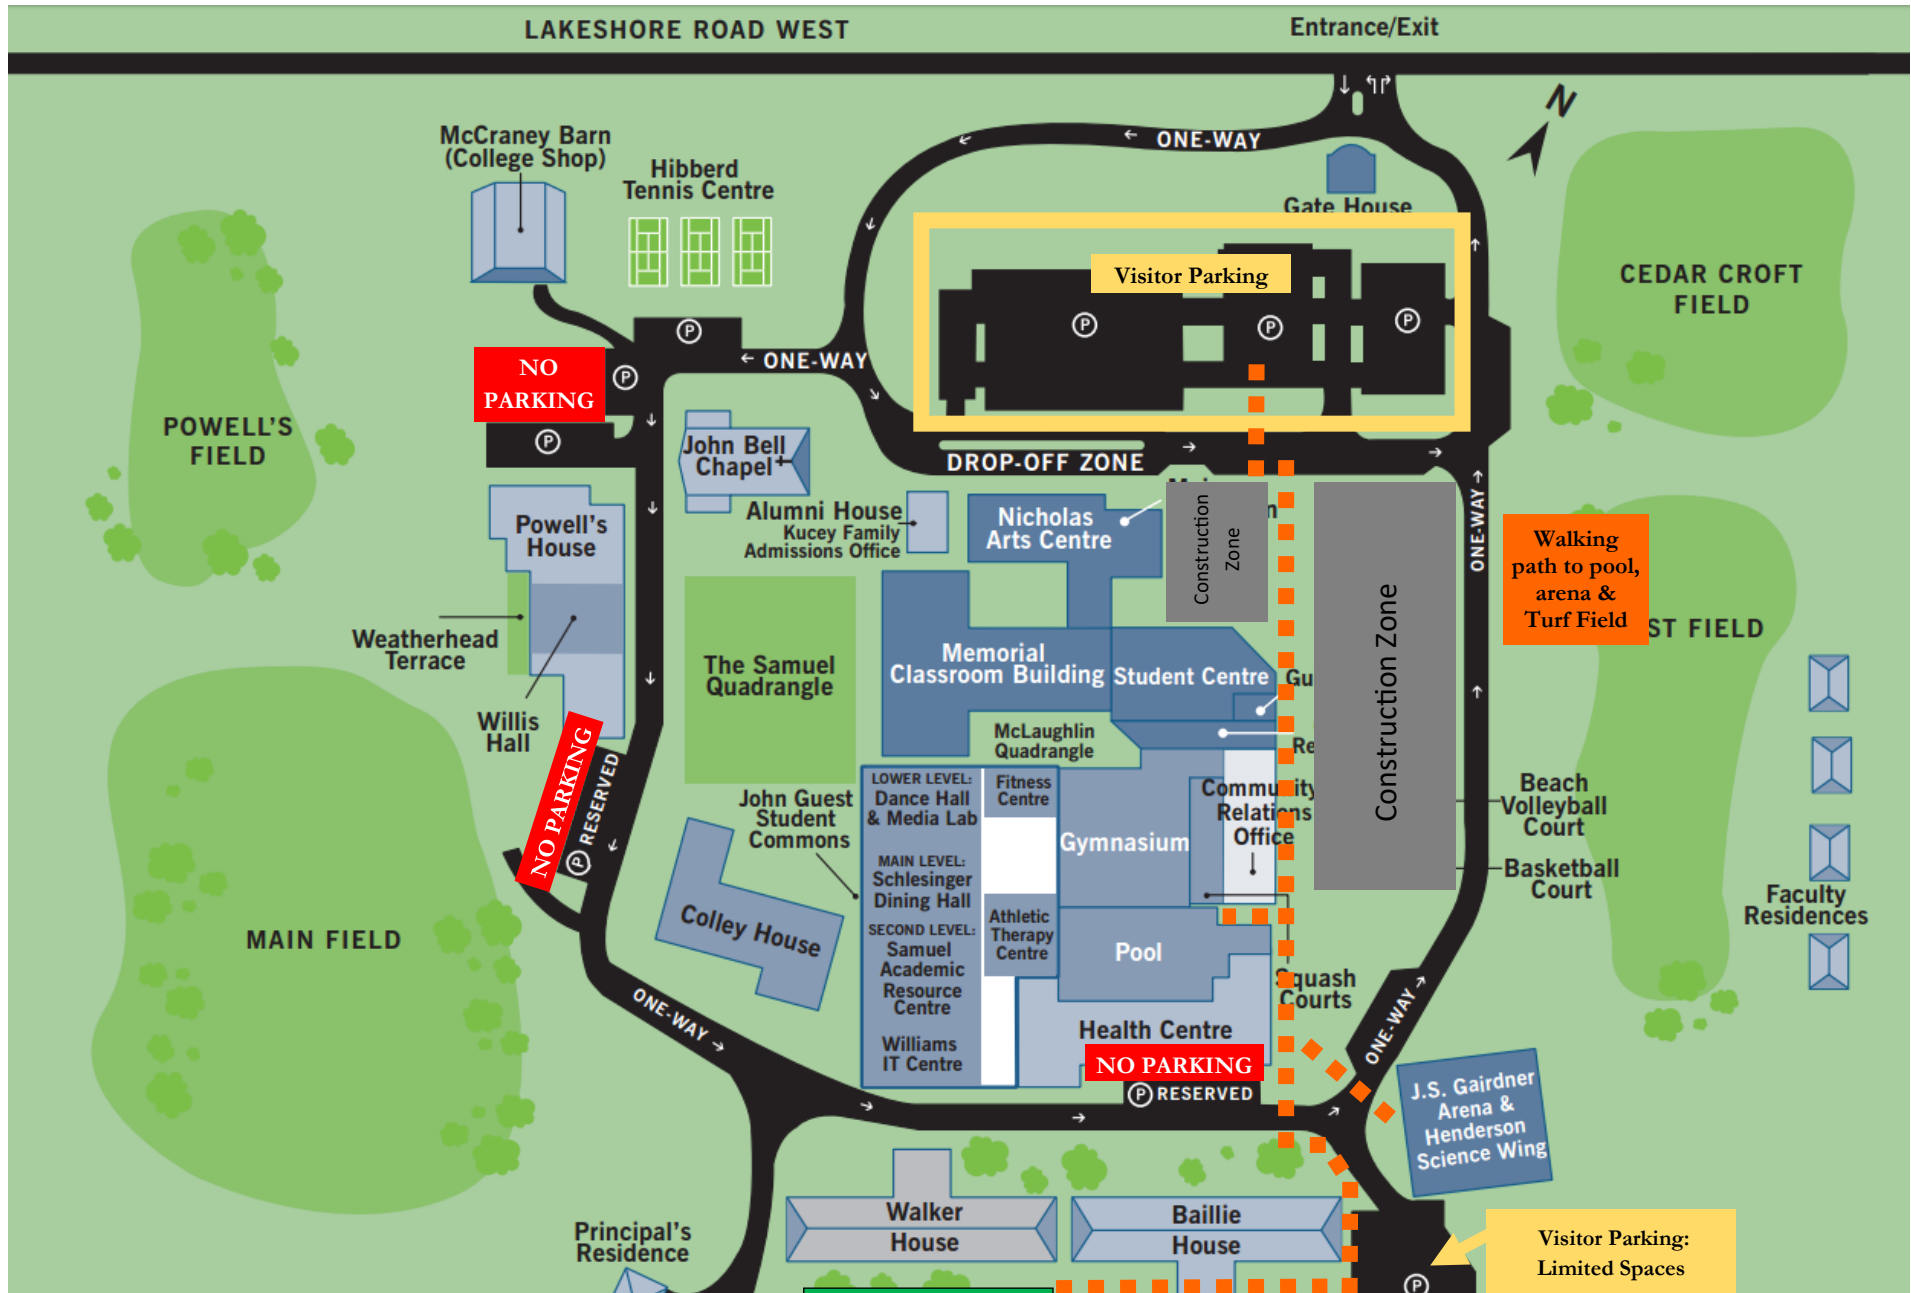 LAKESHORE ROAD WEST
Entrance/Exit
N
ONE-WAY
McCraney Barn
(College Shop)
Hibberd
Tennis Centre
Gate House
Visitor Parking
P
P
P
CEDAR CROFT
FIELD
P
NO
PARKING
P
ONE-WAY
P
POWELL'S
FIELD
John Bell
Chapel
DROP-OFF ZONE
Alumni House
Kucey Family
Admissions Office
Nicholas
Arts Centre
Construction
Zone
ONE-WAY
Walking
path to pool,
arena &
Turf Field
ST FIELD
Powell's
House
Weatherhead
Terrace
Willis
Hall
The Samuel
Quadrangle
Memorial
Classroom Building
Student Centre
Gu
Re
McLaughlin
Quadrangle
Construction Zone
NO PARKING
P RESERVED
John Guest
Student
Commons
LOWER LEVEL:
Dance Hall
& Media Lab
MAIN LEVEL:
Schlesinger
Dining Hall
SECOND LEVEL:
Samuel
Academic
Resource
Centre
Williams
IT Centre
Fitness
Centre
Athletic
Therapy
Centre
Gymnasium
Community
Relations
Office
Beach
Volleyball
Court
Basketball
Court
Faculty
Residences
MAIN FIELD
Colley House
Pool
Squash
Courts
Health Centre
NO PARKING
P RESERVED
ONE-WAY
ONE-WAY
J.S. Gairdner
Arena &
Henderson
Science Wing
Walker
House
Baillie
House
Principal's
Residence
Visitor Parking:
Limited Spaces
P